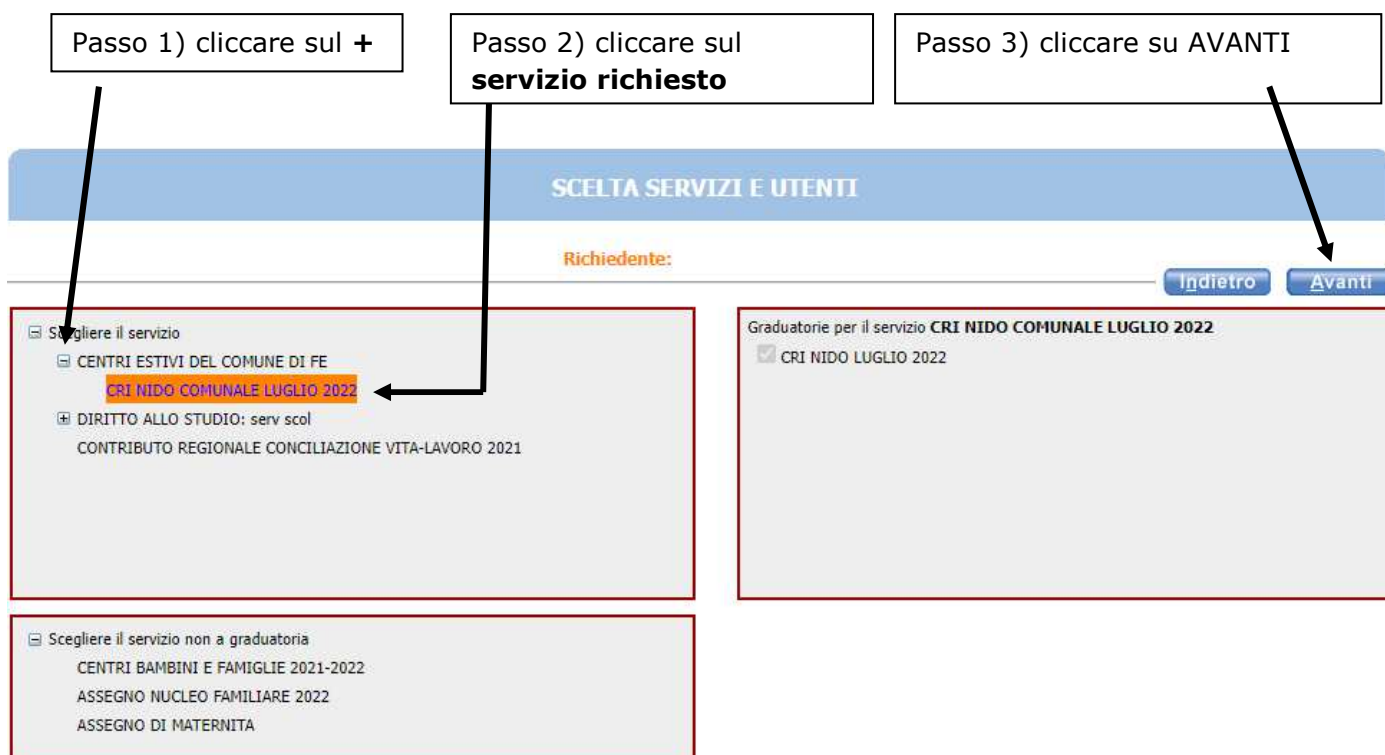 Passo 1) cliccare sul +
Passo 2) cliccare sul
servizio richiesto
Passo 3) cliccare su AVANTI
SCELTA SERVIZI E UTENTI
Richiedente:
Indietro
Avanti
Scegliere il servizio
CENTRI ESTIVI DEL COMUNE DI FE
CRI NIDO COMUNALE LUGLIO 2022
DIRITTO ALLO STUDIO: serv scol
CONTRIBUTO REGIONALE CONCILIAZIONE VITA-LAVORO 2021
Graduatorie per il servizio CRI NIDO COMUNALE LUGLIO 2022
CRI NIDO LUGLIO 2022
Scegliere il servizio non a graduatoria
CENTRI BAMBINI E FAMIGLIE 2021-2022
ASSEGNO NUCLEO FAMILIARE 2022
ASSEGNO DI MATERNITA